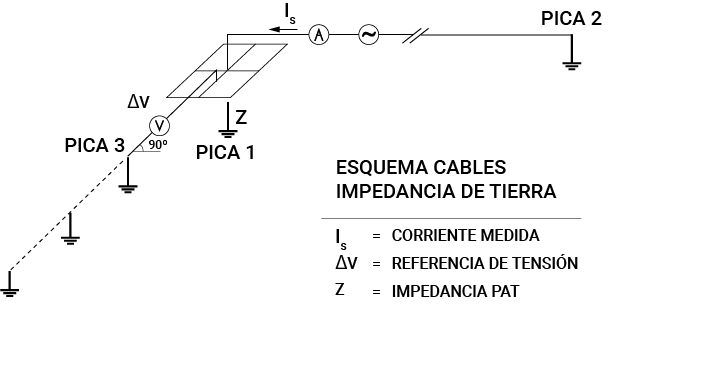 PICA 2
Is
A
~
ΔV
Z
V
PICA 3
90º
PICA 1
ESQUEMA CABLES
IMPEDANCIA DE TIERRA
Is = CORRIENTE MEDIDA
ΔV = REFERENCIA DE TENSIÓN
Z = IMPEDANCIA PAT